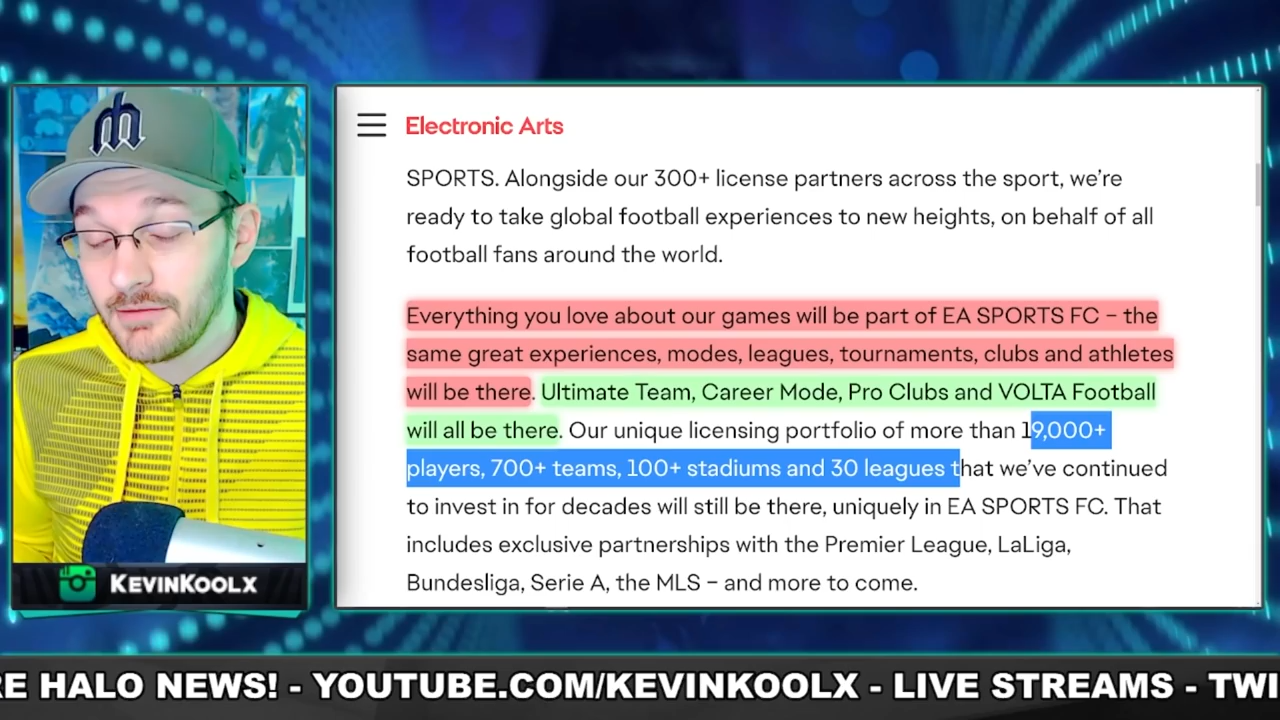 Electronic Arts
SPORTS. Alongside our 300+ license partners across the sport, we're
ready to take global football experiences to new heights, on behalf of all
football fans around the world.
Everything you love about our games will be part of EA SPORTS FC – the
same great experiences, modes, leagues, tournaments, clubs and athletes
will be there. Ultimate Team, Career Mode, Pro Clubs and VOLTA Football
will all be there. Our unique licensing portfolio of more than 19,000+
players, 700+ teams, 100+ stadiums and 30 leagues that we've continued
to invest in for decades will still be there, uniquely in EA SPORTS FC. That
includes exclusive partnerships with the Premier League, LaLiga,
Bundesliga, Serie A, the MLS – and more to come.
KEVINKOOLX
RE HALO NEWS! - YOUTUBE.COM/KEVINKOOLX - LIVE STREAMS - TWI